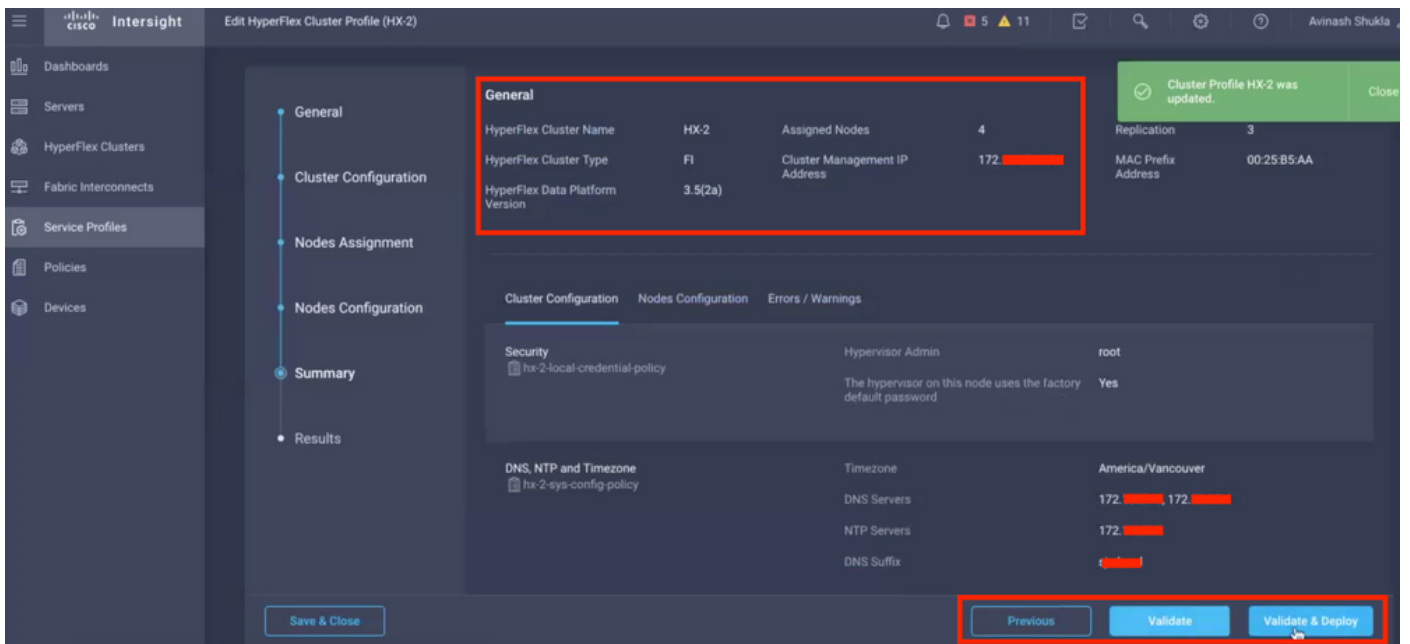 cisco Intersight
Edit HyperFlex Cluster Profile (HX-2)
5 11
Avinash Shukla
Dashboards
Servers
HyperFlex Clusters
Fabric Interconnects
Service Profiles
Policies
Devices
General
Cluster Configuration
Nodes Assignment
Nodes Configuration
Summary
Results
Cluster Profile HX-2 was
updated.
Close
General
HyperFlex Cluster Name HX-2 Assigned Nodes 4 Replication 3
HyperFlex Cluster Type FI Cluster Management IP
Address 172. MAC Prefix
Address 00:25:B5:AA
HyperFlex Data Platform
Version 3.5(2a)
Cluster Configuration Nodes Configuration Errors / Warnings
Security
hx-2-local-credential-policy
Hypervisor Admin root
The hypervisor on this node uses the factory
default password Yes
DNS, NTP and Timezone
hx-2-sys-config-policy
Timezone America/Vancouver
DNS Servers 172. , 172.
NTP Servers 172.
DNS Suffix
Save & Close Previous Validate Validate & Deploy